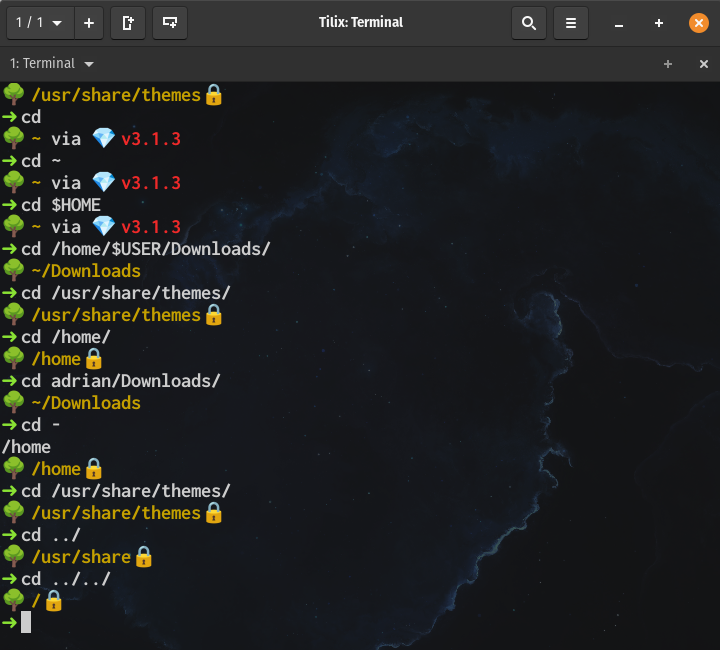 1 / 1
Tilix: Terminal
1: Terminal
/usr/share/themes
cd
~ via v3.1.3
cd ~
~ via v3.1.3
cd $HOME
~ via v3.1.3
cd /home/$USER/Downloads/
~/Downloads
cd /usr/share/themes/
/usr/share/themes
cd /home/
/home
cd adrian/Downloads/
~/Downloads
cd -
/home
/home
cd /usr/share/themes/
/usr/share/themes
cd ../
/usr/share
cd ../../
/